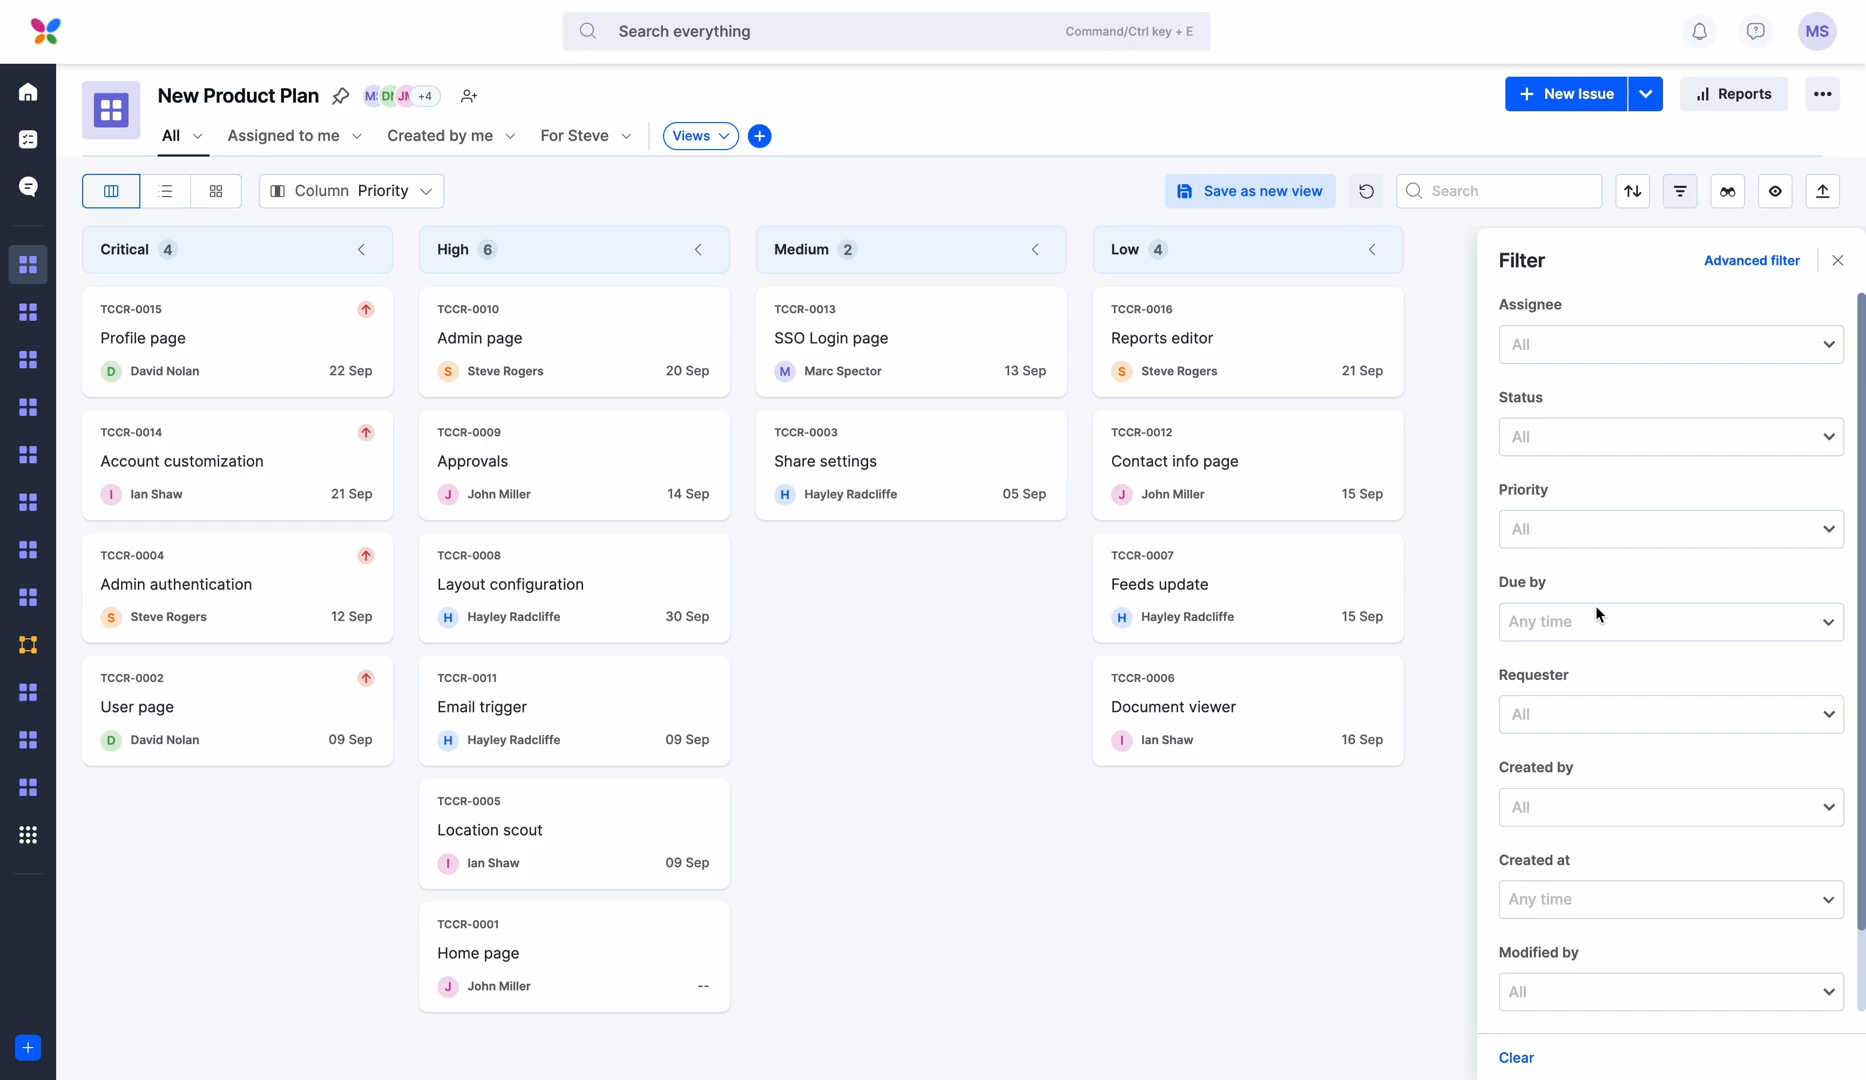 Search everything
Command/Ctrl key + E
MS
New Product Plan
+4
New Issue
Reports
All
Assigned to me
Created by me
For Steve
Views
Column Priority
Save as new view
Search
Critical 4
TCCR-0015
Profile page
D David Nolan 22 Sep
TCCR-0014
Account customization
I Ian Shaw 21 Sep
TCCR-0004
Admin authentication
S Steve Rogers 12 Sep
TCCR-0002
User page
D David Nolan 09 Sep
High 6
TCCR-0010
Admin page
S Steve Rogers 20 Sep
TCCR-0009
Approvals
J John Miller 14 Sep
TCCR-0008
Layout configuration
H Hayley Radcliffe 30 Sep
TCCR-0011
Email trigger
H Hayley Radcliffe 09 Sep
TCCR-0005
Location scout
I Ian Shaw 09 Sep
TCCR-0001
Home page
J John Miller --
Medium 2
TCCR-0013
SSO Login page
M Marc Spector 13 Sep
TCCR-0003
Share settings
H Hayley Radcliffe 05 Sep
Low 4
TCCR-0016
Reports editor
S Steve Rogers 21 Sep
TCCR-0012
Contact info page
J John Miller 15 Sep
TCCR-0007
Feeds update
H Hayley Radcliffe 15 Sep
TCCR-0006
Document viewer
I Ian Shaw 16 Sep
Filter
Advanced filter
Assignee
All
Status
All
Priority
All
Due by
Any time
Requester
All
Created by
All
Created at
Any time
Modified by
All
Clear